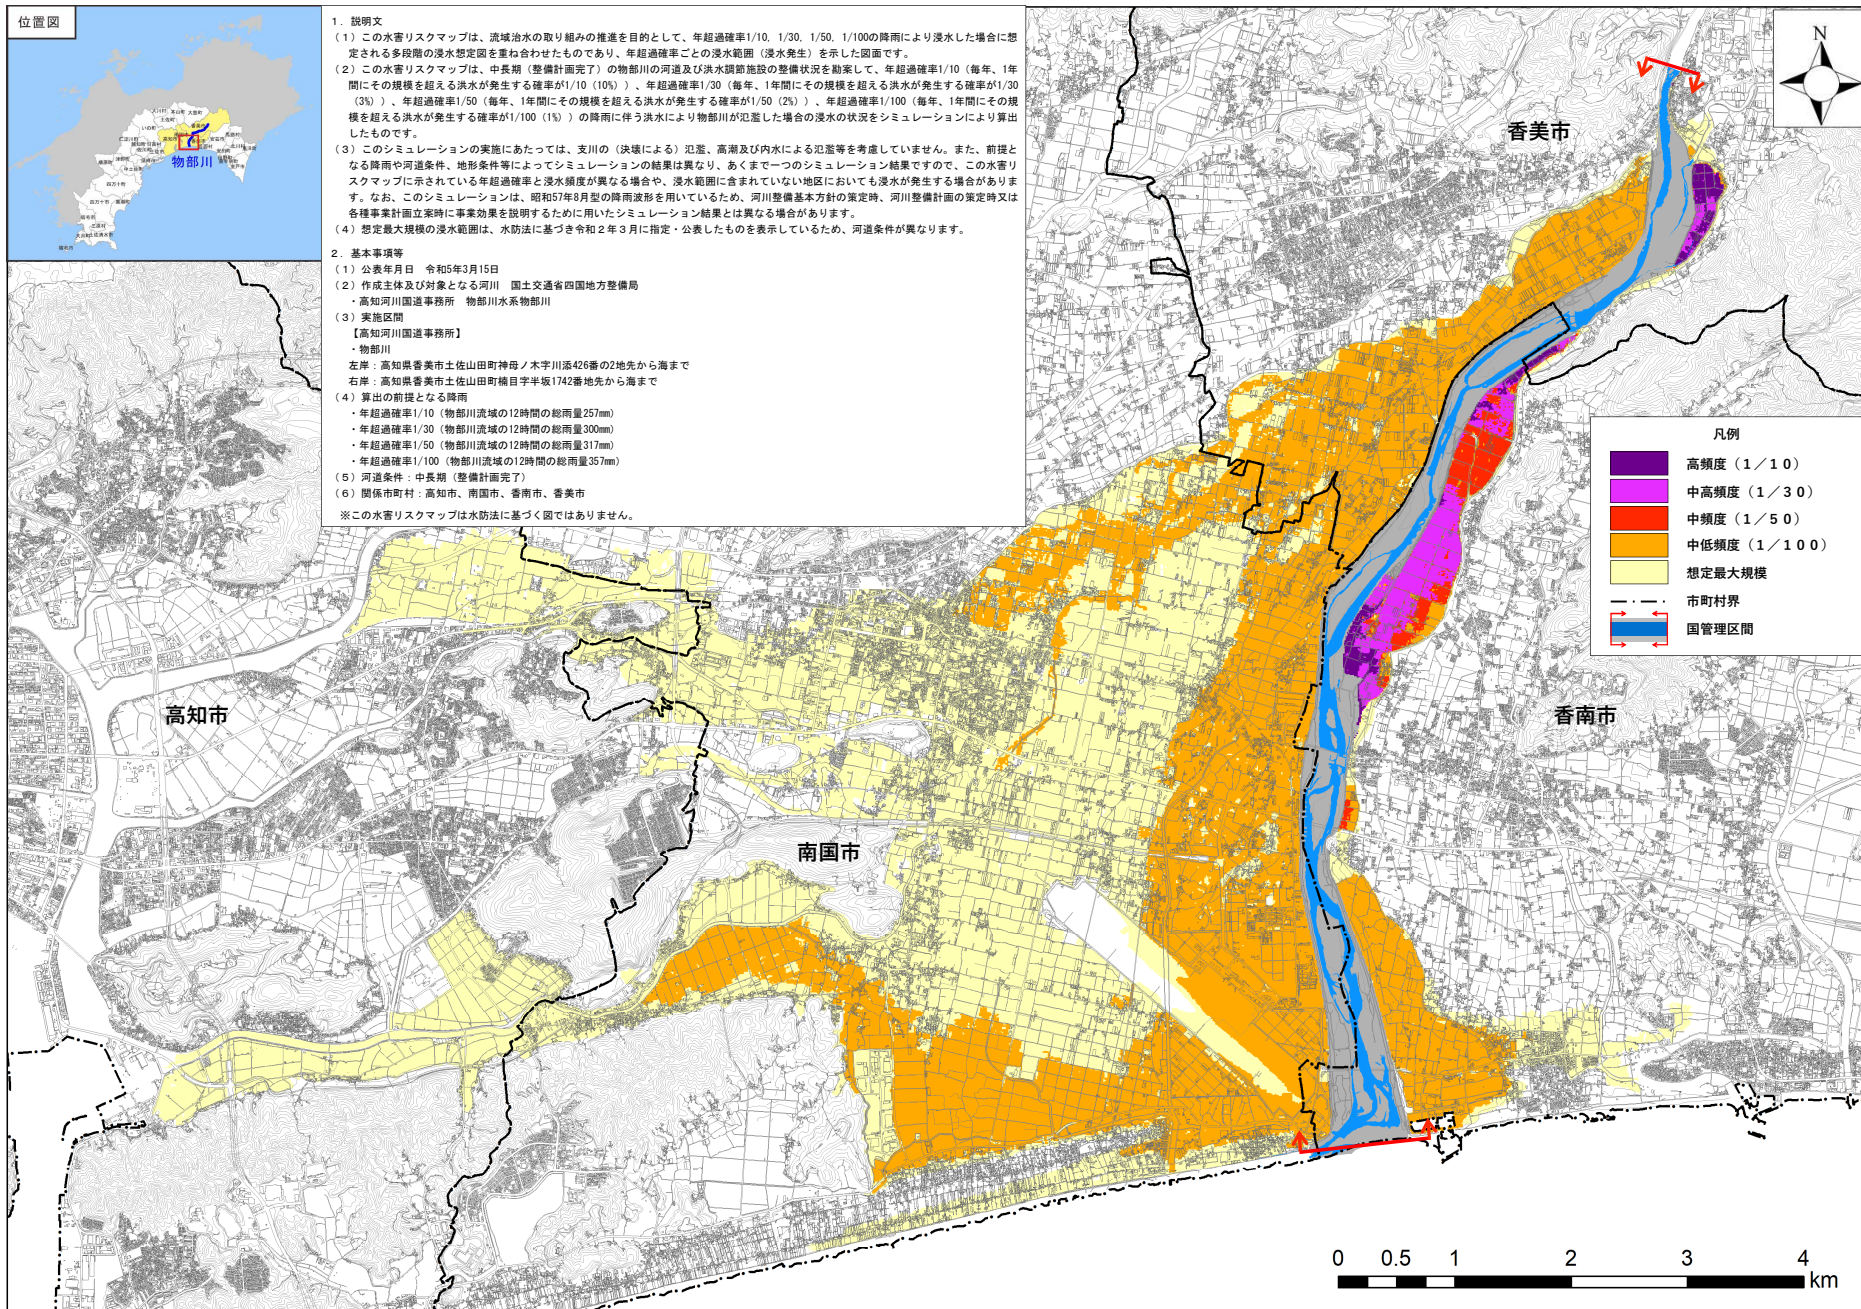 位置図
物部川
1. 説明文
(1) この水害リスクマップは、流域治水の取り組みの推進を目的として、年超過確率1/10, 1/30, 1/50, 1/100の降雨により浸水した場合に想
定される多段階の浸水想定図を重ね合わせたものであり、年超過確率ごとの浸水範囲（浸水発生）を示した図面です。
(2) この水害リスクマップは、中長期（整備計画完了）の物部川の河道及び洪水調節施設の整備状況を勘案して、年超過確率1/10（毎年、1年
間にその規模を超える洪水が発生する確率が1/10（10%））、年超過確率1/30（毎年、1年間にその規模を超える洪水が発生する確率が1/30
（3%））、年超過確率1/50（毎年、1年間にその規模を超える洪水が発生する確率が1/50（2%））、年超過確率1/100（毎年、1年間にその規
模を超える洪水が発生する確率が1/100（1%））の降雨に伴う洪水により物部川が氾濫した場合の浸水の状況をシミュレーションにより算出
したものです。
(3) このシミュレーションの実施にあたっては、支川の（決壊による）氾濫、高潮及び内水による氾濫等を考慮していません。また、前提と
なる降雨や河道条件、地形条件等によってシミュレーションの結果は異なり、あくまで一つのシミュレーション結果ですので、この水害リ
スクマップに示されている年超過確率と浸水頻度が異なる場合や、浸水範囲に含まれていない地区においても浸水が発生する場合がありま
す。なお、このシミュレーションは、昭和57年8月型の降雨波形を用いているため、河川整備基本方針の策定時、河川整備計画の策定時又は
各種事業計画立案時に事業効果を説明するために用いたシミュレーション結果とは異なる場合があります。
(4) 想定最大規模の浸水範囲は、水防法に基づき令和２年３月に指定・公表したものを表示しているため、河道条件が異なります。
2. 基本事項等
(1) 公表年月日 令和5年3月15日
(2) 作成主体及び対象となる河川 国土交通省四国地方整備局
・高知河川国道事務所 物部川水系物部川
(3) 実施区間
【高知河川国道事務所】
・物部川
左岸：高知県香美市土佐山田町神母ノ木字川添426番の2地先から海まで
右岸：高知県香美市土佐山田町楠目字半坂1742番地先から海まで
(4) 算出の前提となる降雨
・年超過確率1/10（物部川流域の12時間の総雨量257mm）
・年超過確率1/30（物部川流域の12時間の総雨量300mm）
・年超過確率1/50（物部川流域の12時間の総雨量317mm）
・年超過確率1/100（物部川流域の12時間の総雨量357mm）
(5) 河道条件：中長期（整備計画完了）
(6) 関係市町村：高知市、南国市、香南市、香美市
※この水害リスクマップは水防法に基づく図ではありません。
N
香美市
凡例
高頻度（１／１０）
中高頻度（１／３０）
中頻度（１／５０）
中低頻度（１／１００）
想定最大規模
市町村界
国管理区間
高知市
香南市
南国市
0 0.5 1 2 3 4
km